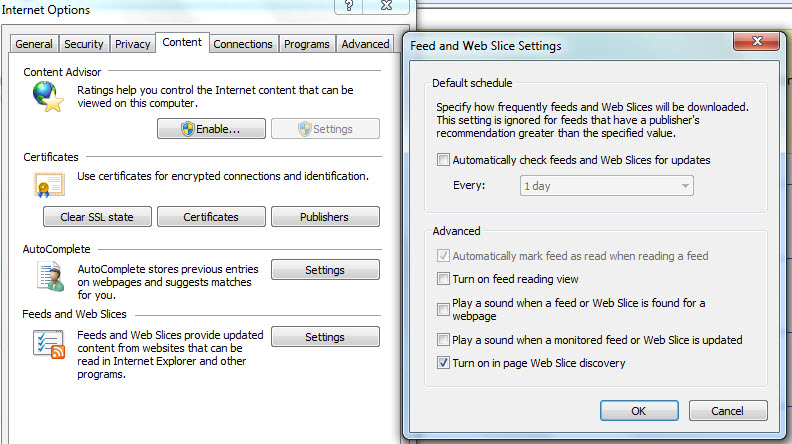 Internet Options
?
General Security Privacy Content Connections Programs Advanced
Content Advisor
Ratings help you control the Internet content that can be
viewed on this computer.
Enable... Settings
Certificates
Use certificates for encrypted connections and identification.
Clear SSL state Certificates Publishers
AutoComplete
AutoComplete stores previous entries
on webpages and suggests matches
for you.
Settings
Feeds and Web Slices
Feeds and Web Slices provide updated
content from websites that can be
read in Internet Explorer and other
programs.
Settings
Feed and Web Slice Settings
Default schedule
Specify how frequently feeds and Web Slices will be downloaded.
This setting is ignored for feeds that have a publisher's
recommendation greater than the specified value.
Automatically check feeds and Web Slices for updates
Every: 1 day
Advanced
Automatically mark feed as read when reading a feed
Turn on feed reading view
Play a sound when a feed or Web Slice is found for a
webpage
Play a sound when a monitored feed or Web Slice is updated
Turn on in page Web Slice discovery
OK Cancel